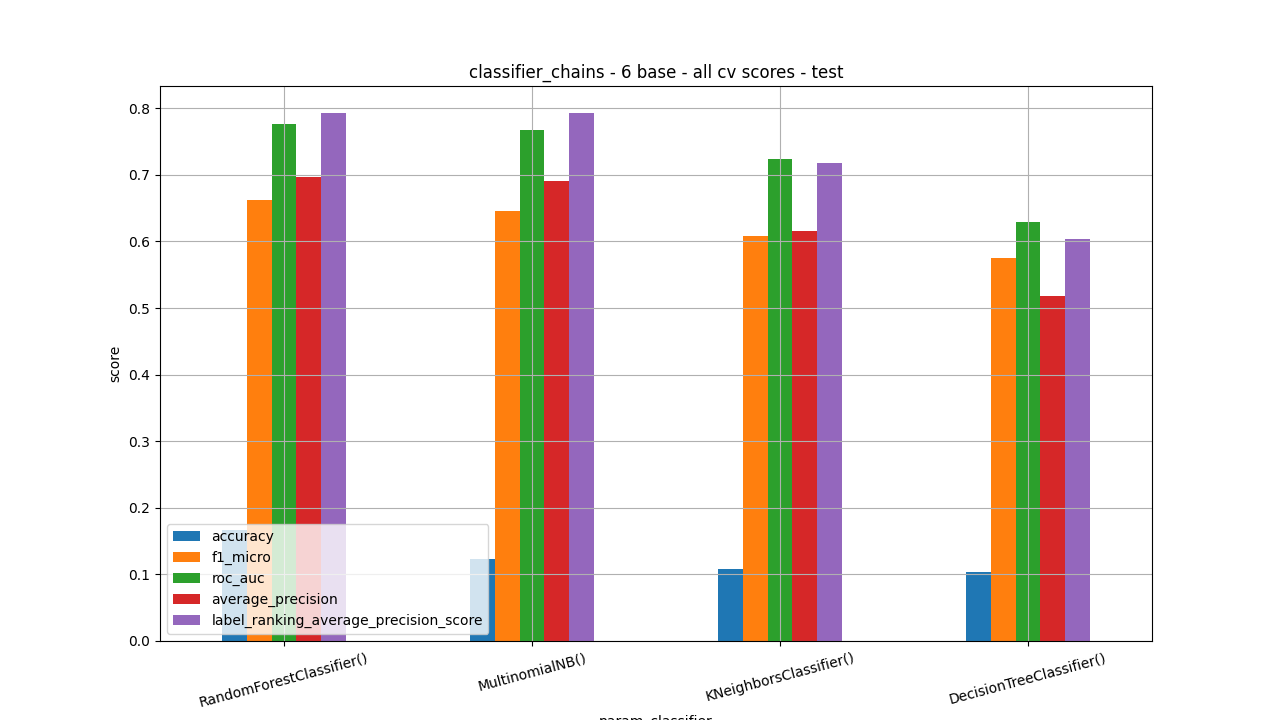 classifier_chains - 6 base - all cv scores - test
score
0.8
0.7
0.6
0.5
0.4
0.3
0.2
0.1
0.0
accuracy
f1_micro
roc_auc
average_precision
label_ranking_average_precision_score
RandomForestClassifier()
MultinomialNB()
KNeighborsClassifier()
DecisionTreeClassifier()
param_classifier